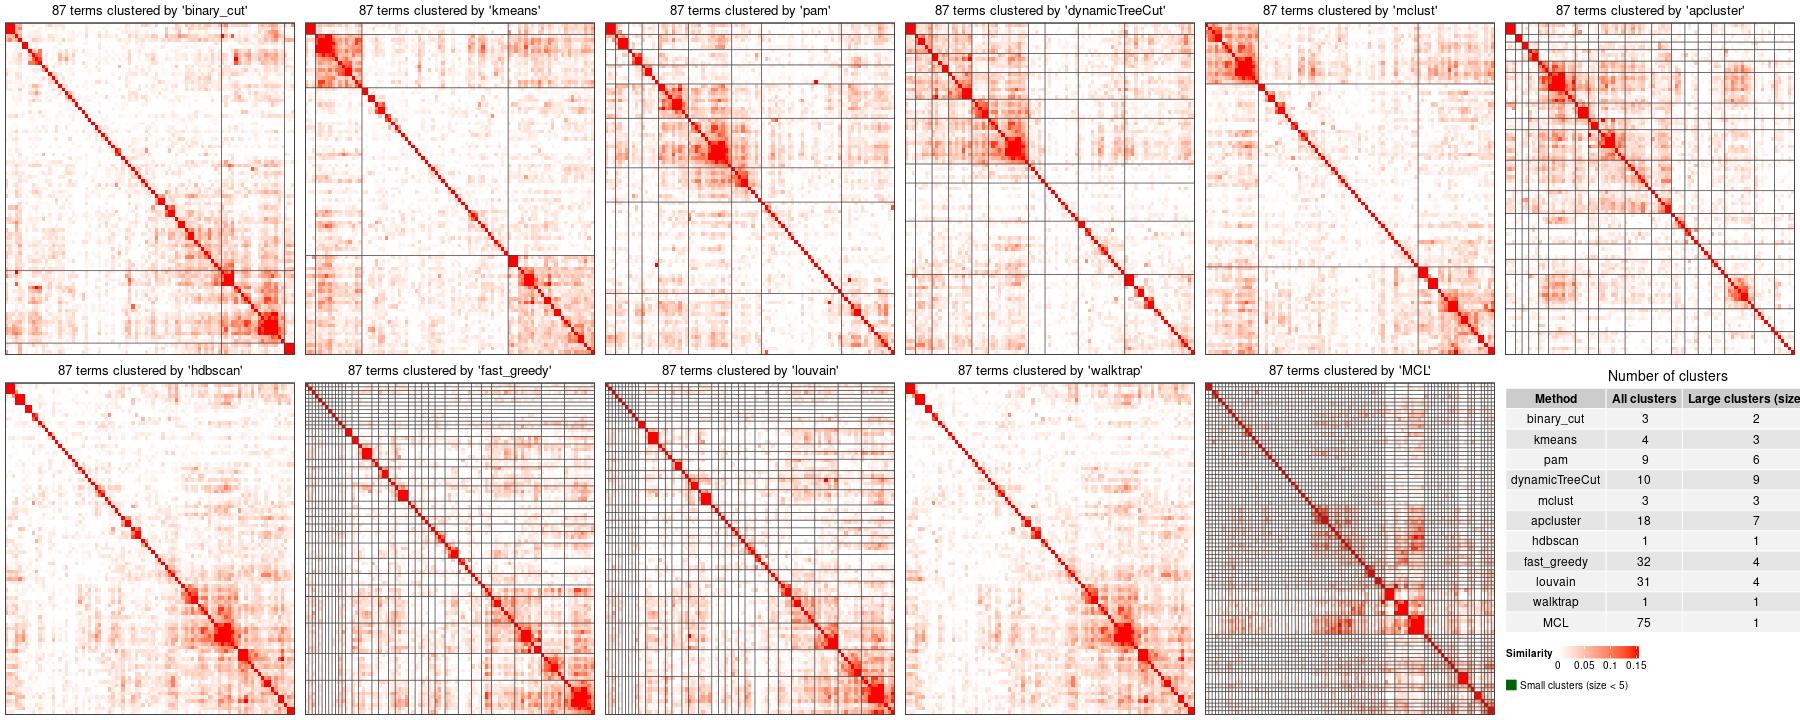 87 terms clustered by 'binary_cut'
87 terms clustered by 'kmeans'
87 terms clustered by 'pam'
87 terms clustered by 'dynamicTreeCut'
87 terms clustered by 'mclust'
87 terms clustered by 'apcluster'
87 terms clustered by 'hdbscan'
87 terms clustered by 'fast_greedy'
87 terms clustered by 'louvain'
87 terms clustered by 'walktrap'
87 terms clustered by 'MCL'
Number of clusters
Method All clusters Large clusters (size
binary_cut 3 2
kmeans 4 3
pam 9 6
dynamicTreeCut 10 9
mclust 3 3
apcluster 18 7
hdbscan 1 1
fast_greedy 32 4
louvain 31 4
walktrap 1 1
MCL 75 1
Similarity
0 0.05 0.1 0.15
Small clusters (size < 5)